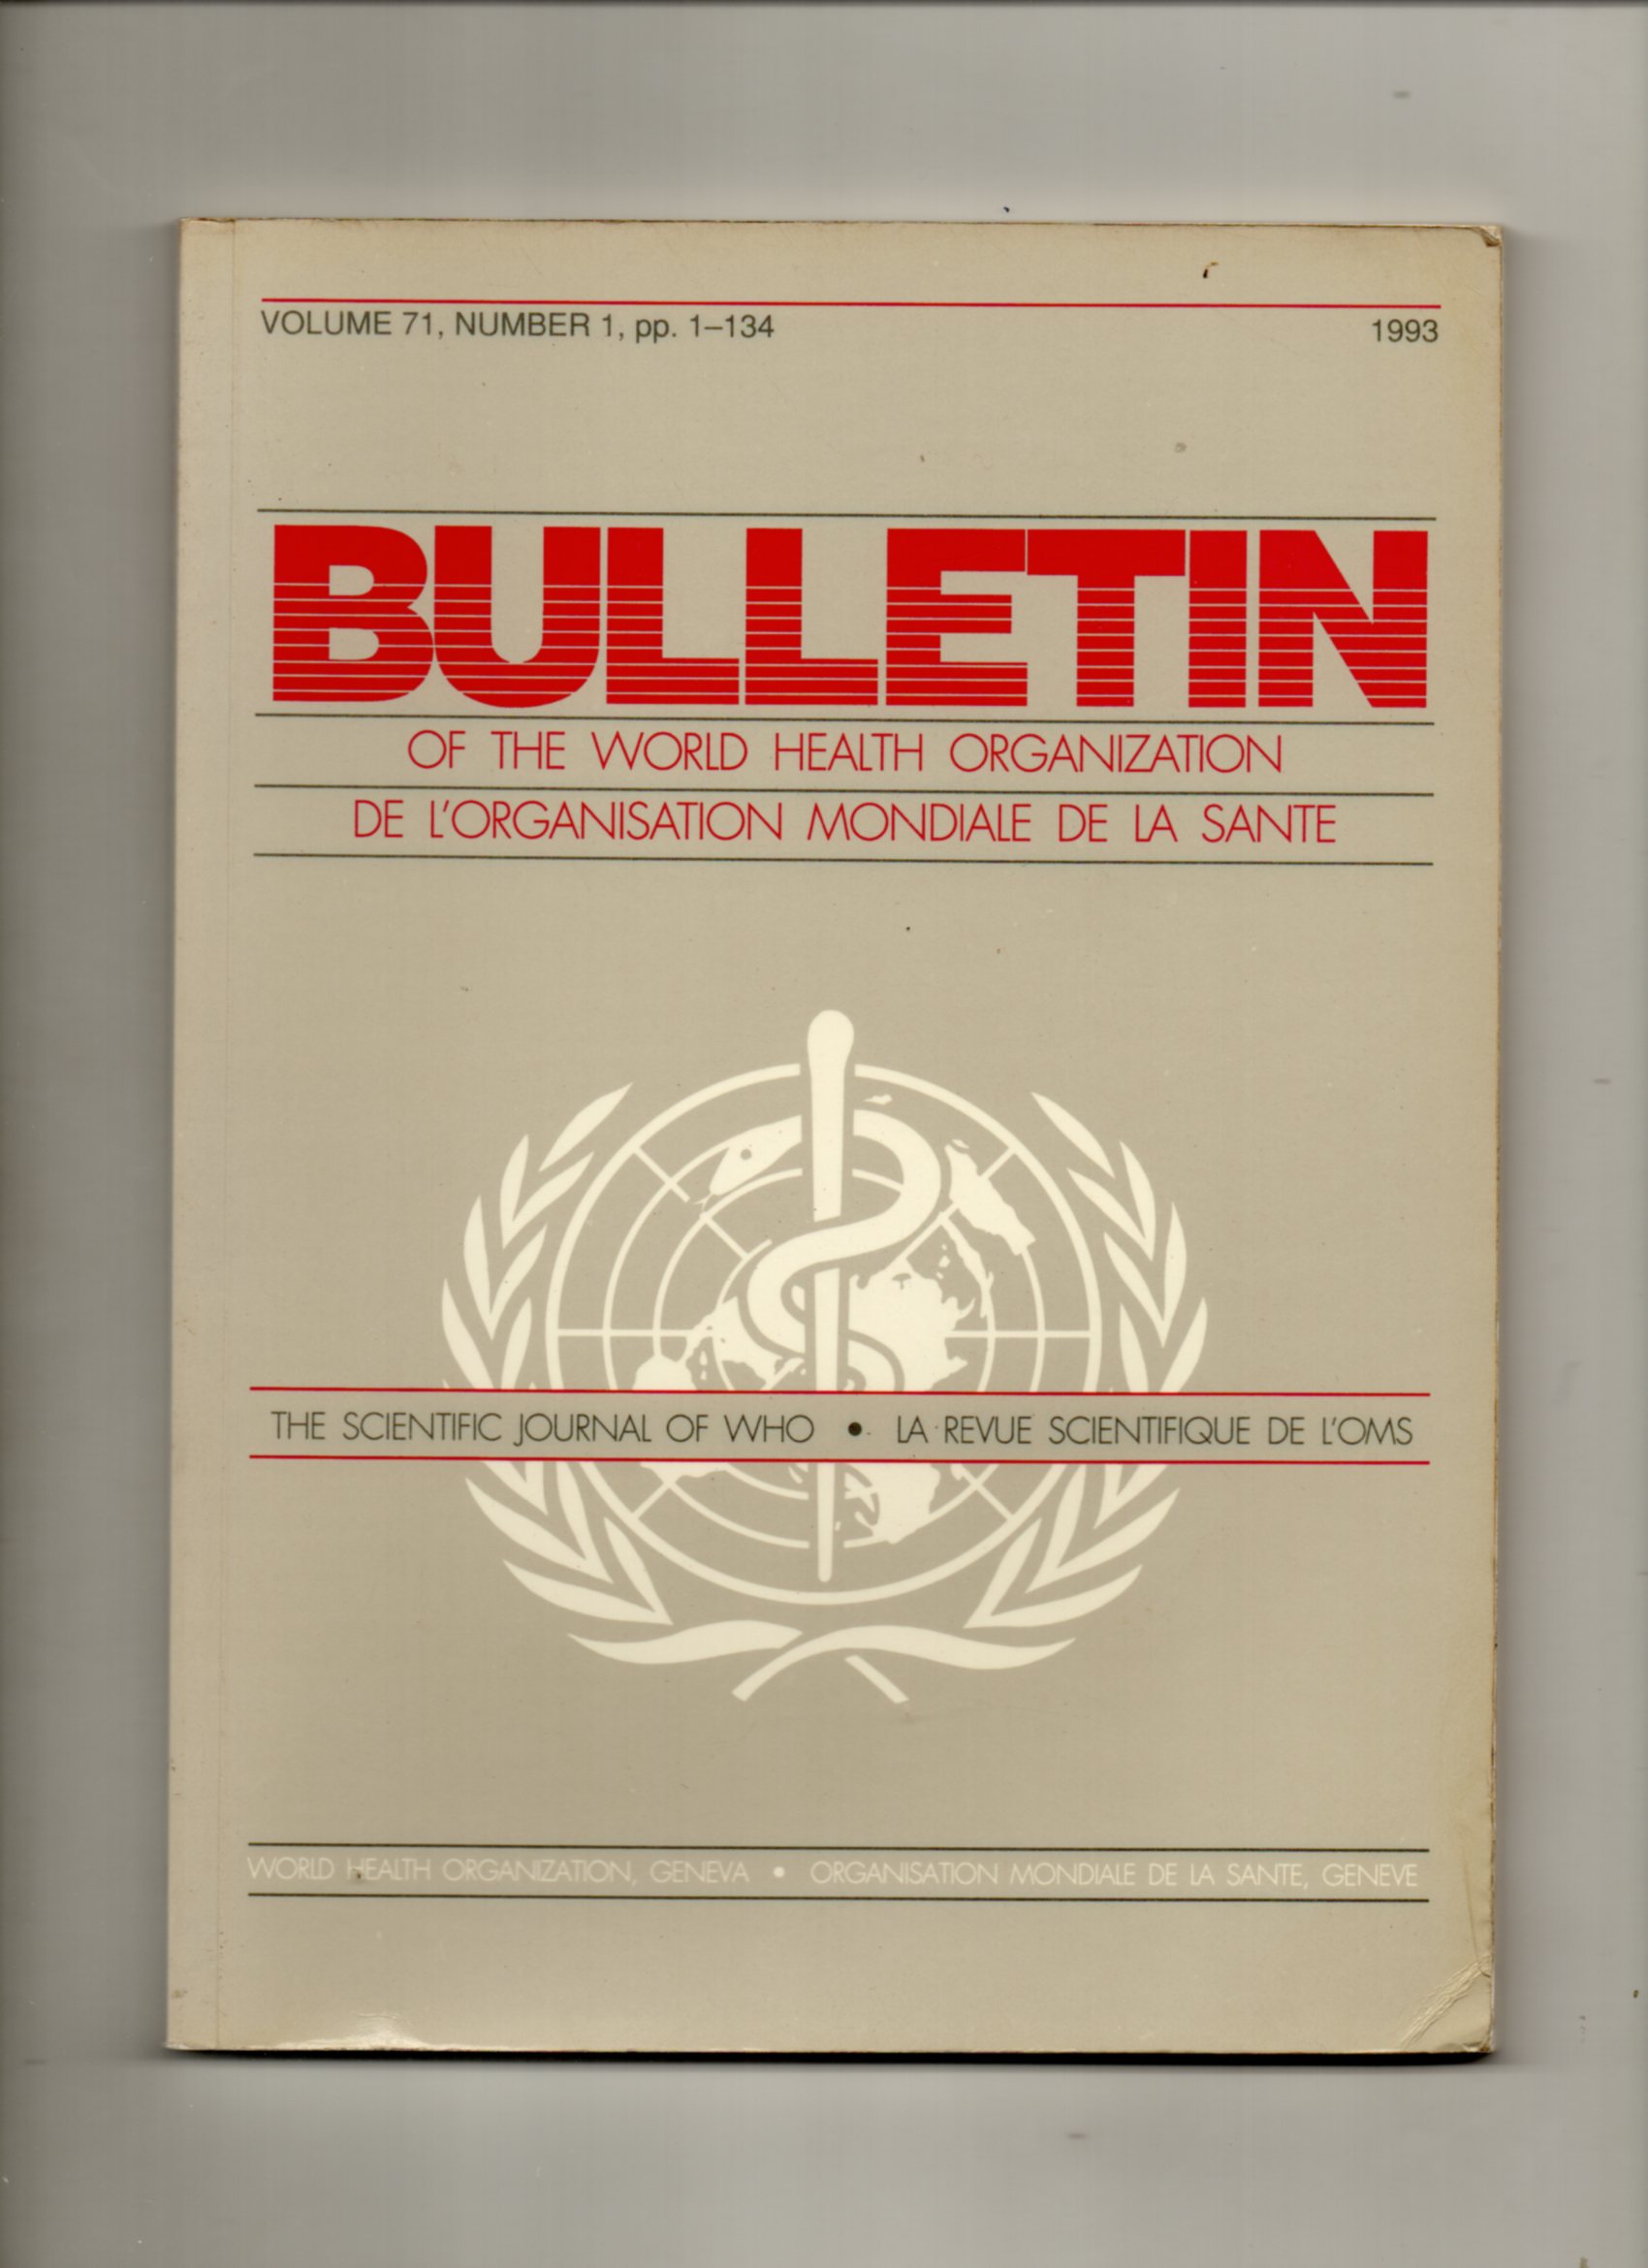 VOLUME 71, NUMBER 1, pp. 1–134 1993
BULLETIN
OF THE WORLD HEALTH ORGANIZATION
DE L'ORGANISATION MONDIALE DE LA SANTE
THE SCIENTIFIC JOURNAL OF WHO • LA REVUE SCIENTIFIQUE DE L'OMS
WORLD HEALTH ORGANIZATION, GENEVA • ORGANISATION MONDIALE DE LA SANTE, GENEVE